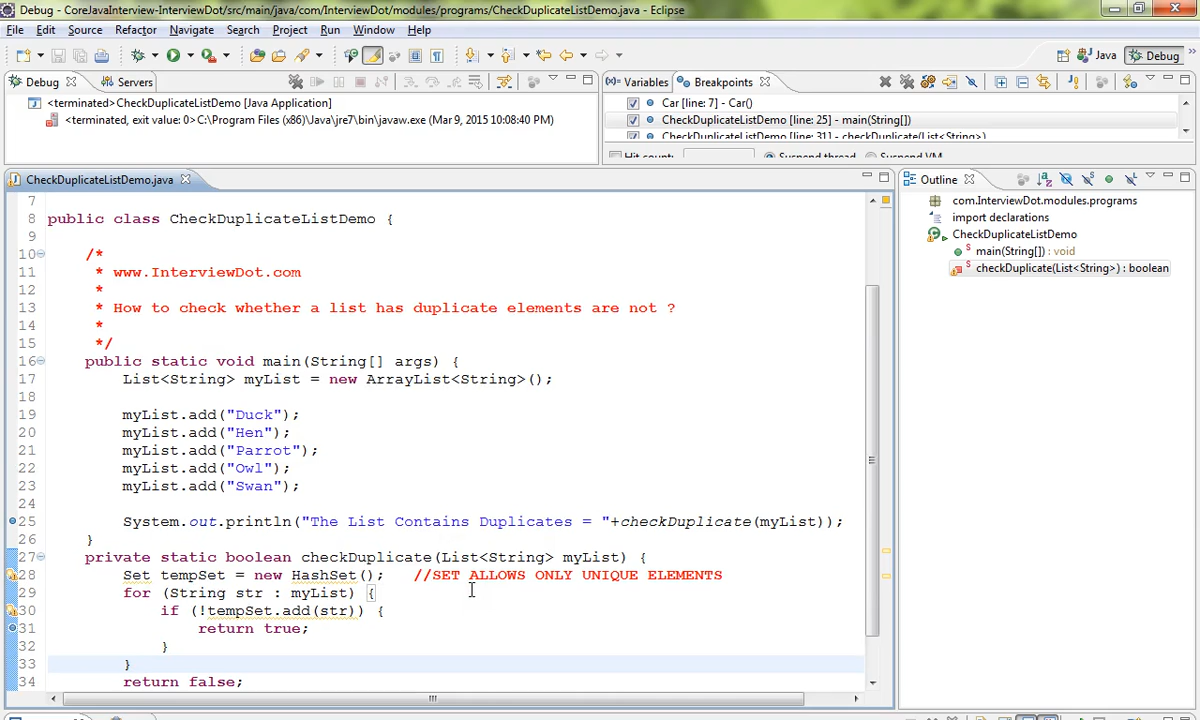 Debug - CoreJavaInterview-InterviewDot/src/main/java/com/InterviewDot/modules/programs/CheckDuplicateListDemo.java - Eclipse
File Edit Source Refactor Navigate Search Project Run Window Help
Java Debug
Debug Servers
<terminated>CheckDuplicateListDemo [Java Application]
<terminated, exit value: 0>C:\Program Files (x86)\Java\jre7\bin\javaw.exe (Mar 9, 2015 10:08:40 PM)
Variables Breakpoints
Car [line: 7] - Car()
CheckDuplicateListDemo [line: 25] - main(String[])
CheckDuplicateListDemo [line: 31] - checkDuplicate(List<String>)
Hit count: Suspend thread Suspend VM
CheckDuplicateListDemo.java
7
8 public class CheckDuplicateListDemo {
9
10 /*
11 * www.InterviewDot.com
12 *
13 * How to check whether a list has duplicate elements are not ?
14 *
15 */
16 public static void main(String[] args) {
17 List<String> myList = new ArrayList<String>();
18
19 myList.add("Duck");
20 myList.add("Hen");
21 myList.add("Parrot");
22 myList.add("Owl");
23 myList.add("Swan");
24
25 System.out.println("The List Contains Duplicates = "+checkDuplicate(myList));
26 }
27 private static boolean checkDuplicate(List<String> myList) {
28 Set tempSet = new HashSet(); //SET ALLOWS ONLY UNIQUE ELEMENTS
29 for (String str : myList) {
30 if (!tempSet.add(str)) {
31 return true;
32 }
33 }
34 return false;
Outline
com.InterviewDot.modules.programs
import declarations
CheckDuplicateListDemo
main(String[]) : void
checkDuplicate(List<String>) : boolean